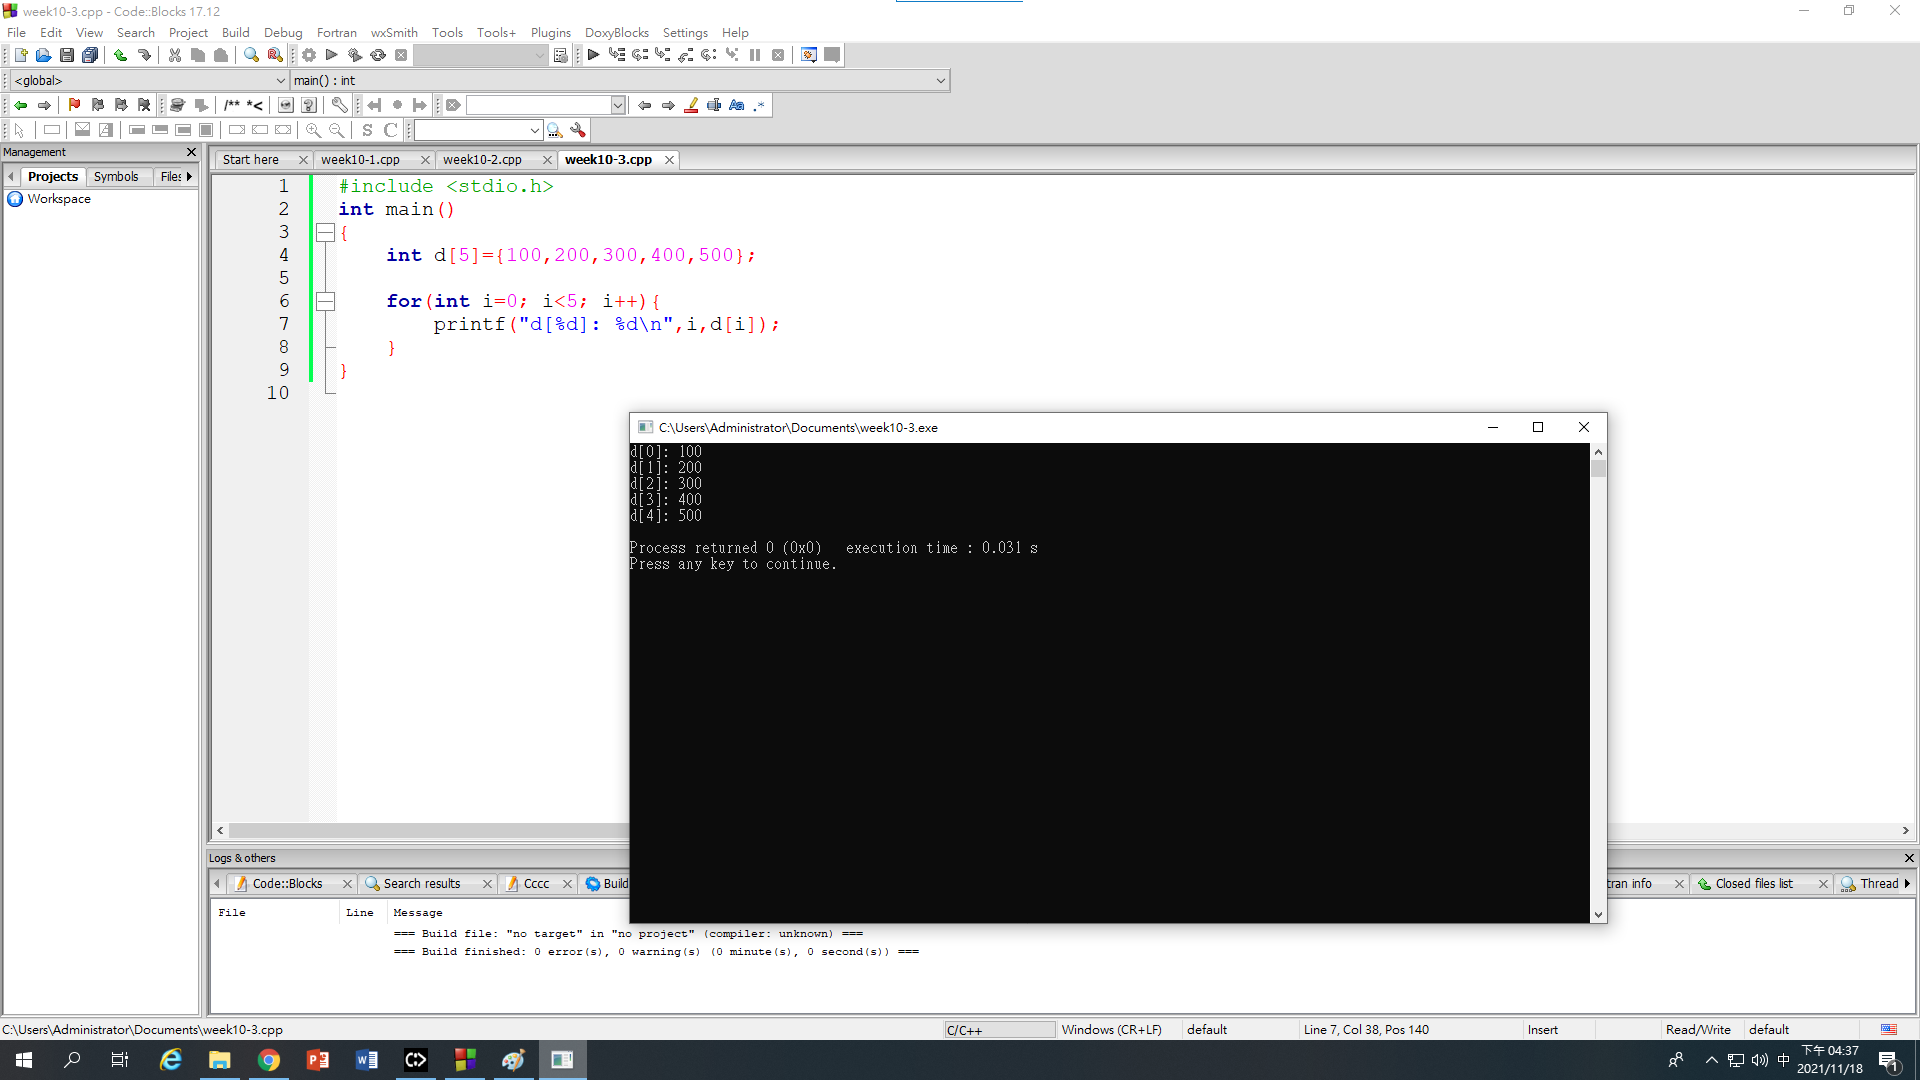 week10-3.cpp - Code::Blocks 17.12
File Edit View Search Project Build Debug Fortran wxSmith Tools Tools+ Plugins DoxyBlocks Settings Help
<global> main() : int
/** *<
S C
Management
Projects Symbols Files
Workspace
Start here week10-1.cpp week10-2.cpp week10-3.cpp
1 #include <stdio.h>
2 int main()
3 {
4 int d[5]={100,200,300,400,500};
5
6 for(int i=0; i<5; i++){
7 printf("d[%d]: %d\n",i,d[i]);
8 }
9 }
10
C:\Users\Administrator\Documents\week10-3.exe
d[0]: 100
d[1]: 200
d[2]: 300
d[3]: 400
d[4]: 500
Process returned 0 (0x0) execution time : 0.031 s
Press any key to continue.
Logs & others
Code::Blocks Search results Cccc Build tran info Closed files list Thread
File Line Message
=== Build file: "no target" in "no project" (compiler: unknown) ===
=== Build finished: 0 error(s), 0 warning(s) (0 minute(s), 0 second(s)) ===
C:\Users\Administrator\Documents\week10-3.cpp C/C++ Windows (CR+LF) default Line 7, Col 38, Pos 140 Insert Read/Write default
中 下午 04:37
2021/11/18 1